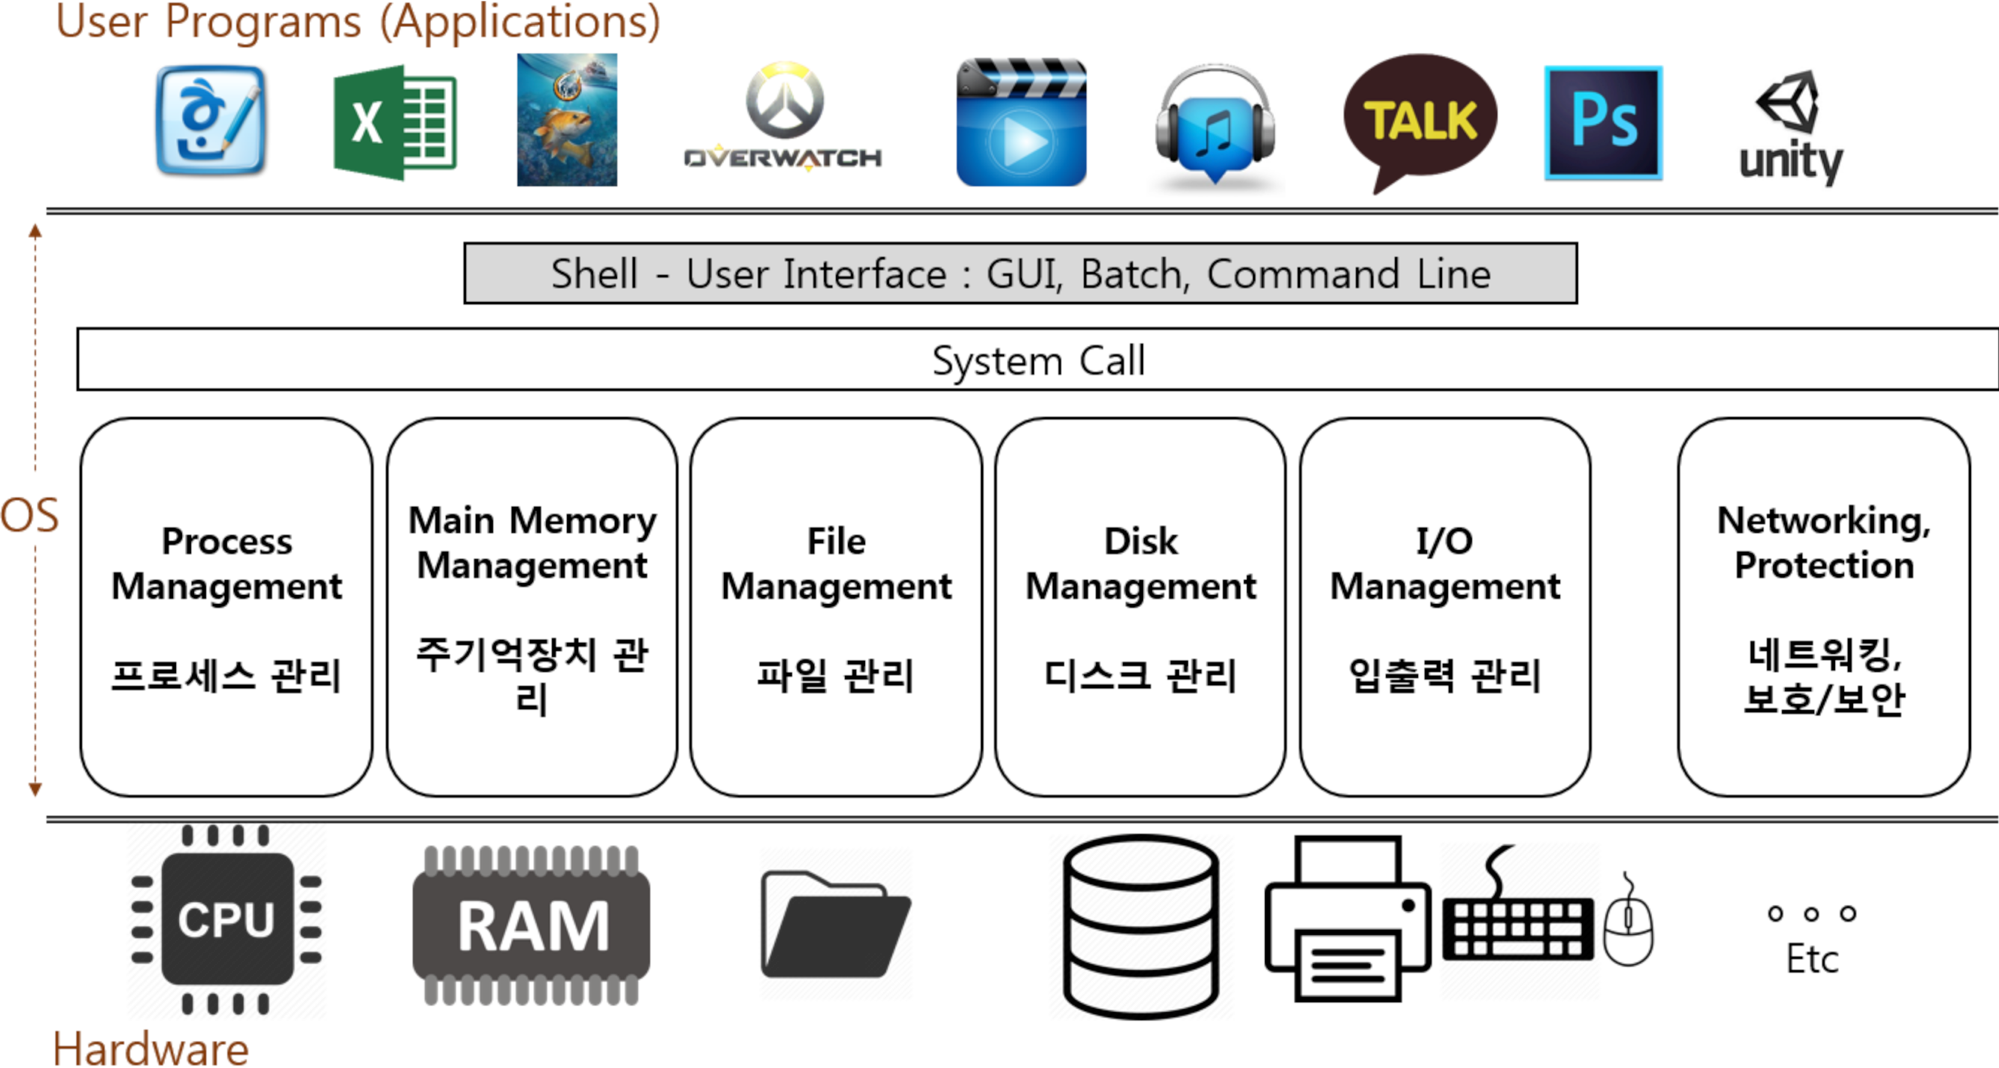 User Programs (Applications)
한
X
OVERWATCH
TALK
Ps
unity
Shell - User Interface : GUI, Batch, Command Line
System Call
OS
Process
Management
프로세스 관리
Main Memory
Management
주기억장치 관
리
File
Management
파일 관리
Disk
Management
디스크 관리
I/O
Management
입출력 관리
Networking,
Protection
네트워킹,
보호/보안
CPU
RAM
Etc
Hardware